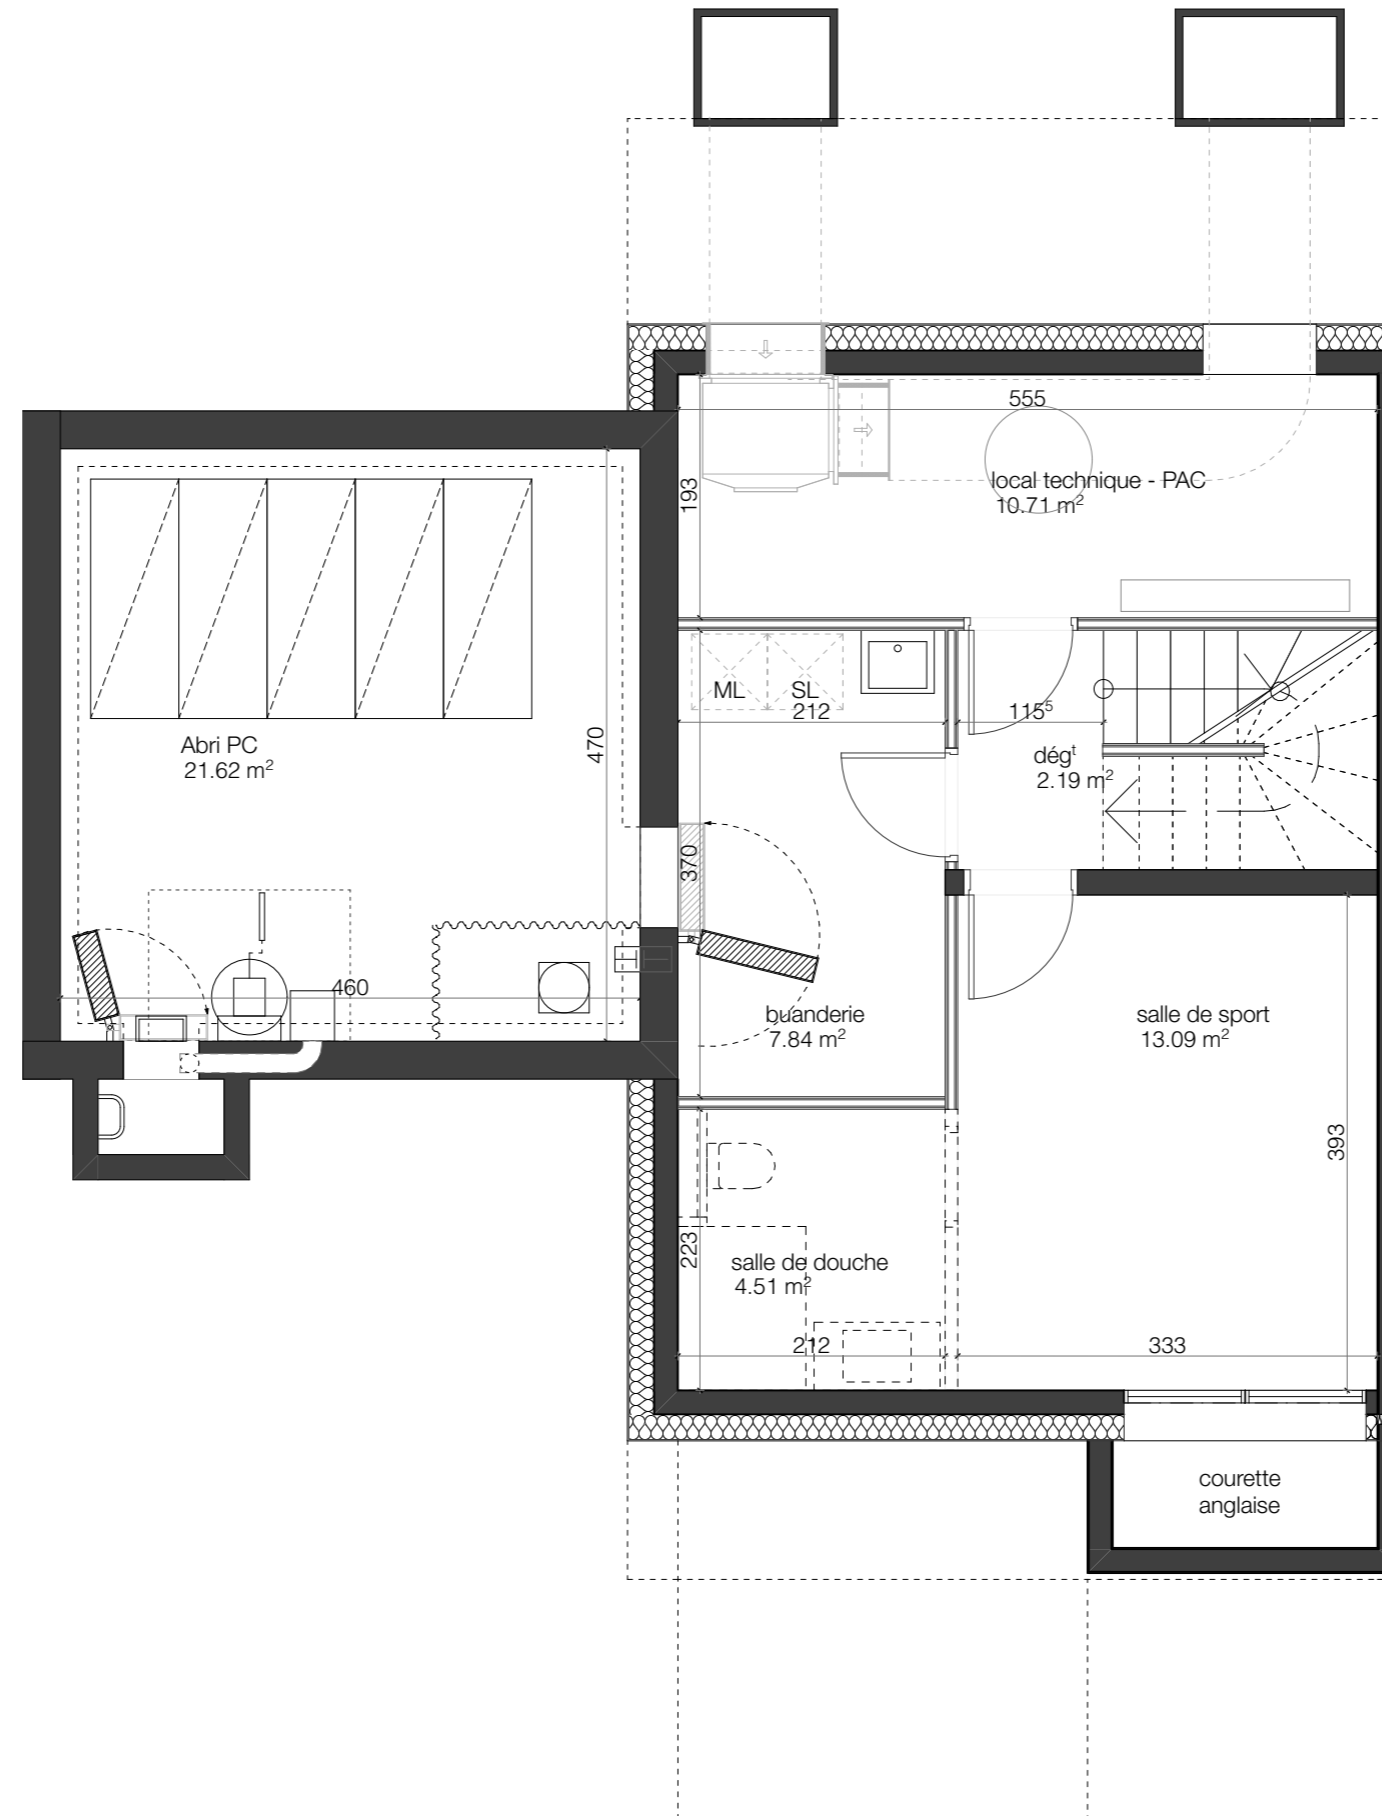 555
193
local technique - PAC
10.71 m²
ML
SL
212
115⁵
470
Abri PC
21.62 m²
dégᵗ
2.19 m²
370
460
buanderie
7.84 m²
salle de sport
13.09 m²
393
223
salle de douche
4.51 m²
212
333
courette
anglaise